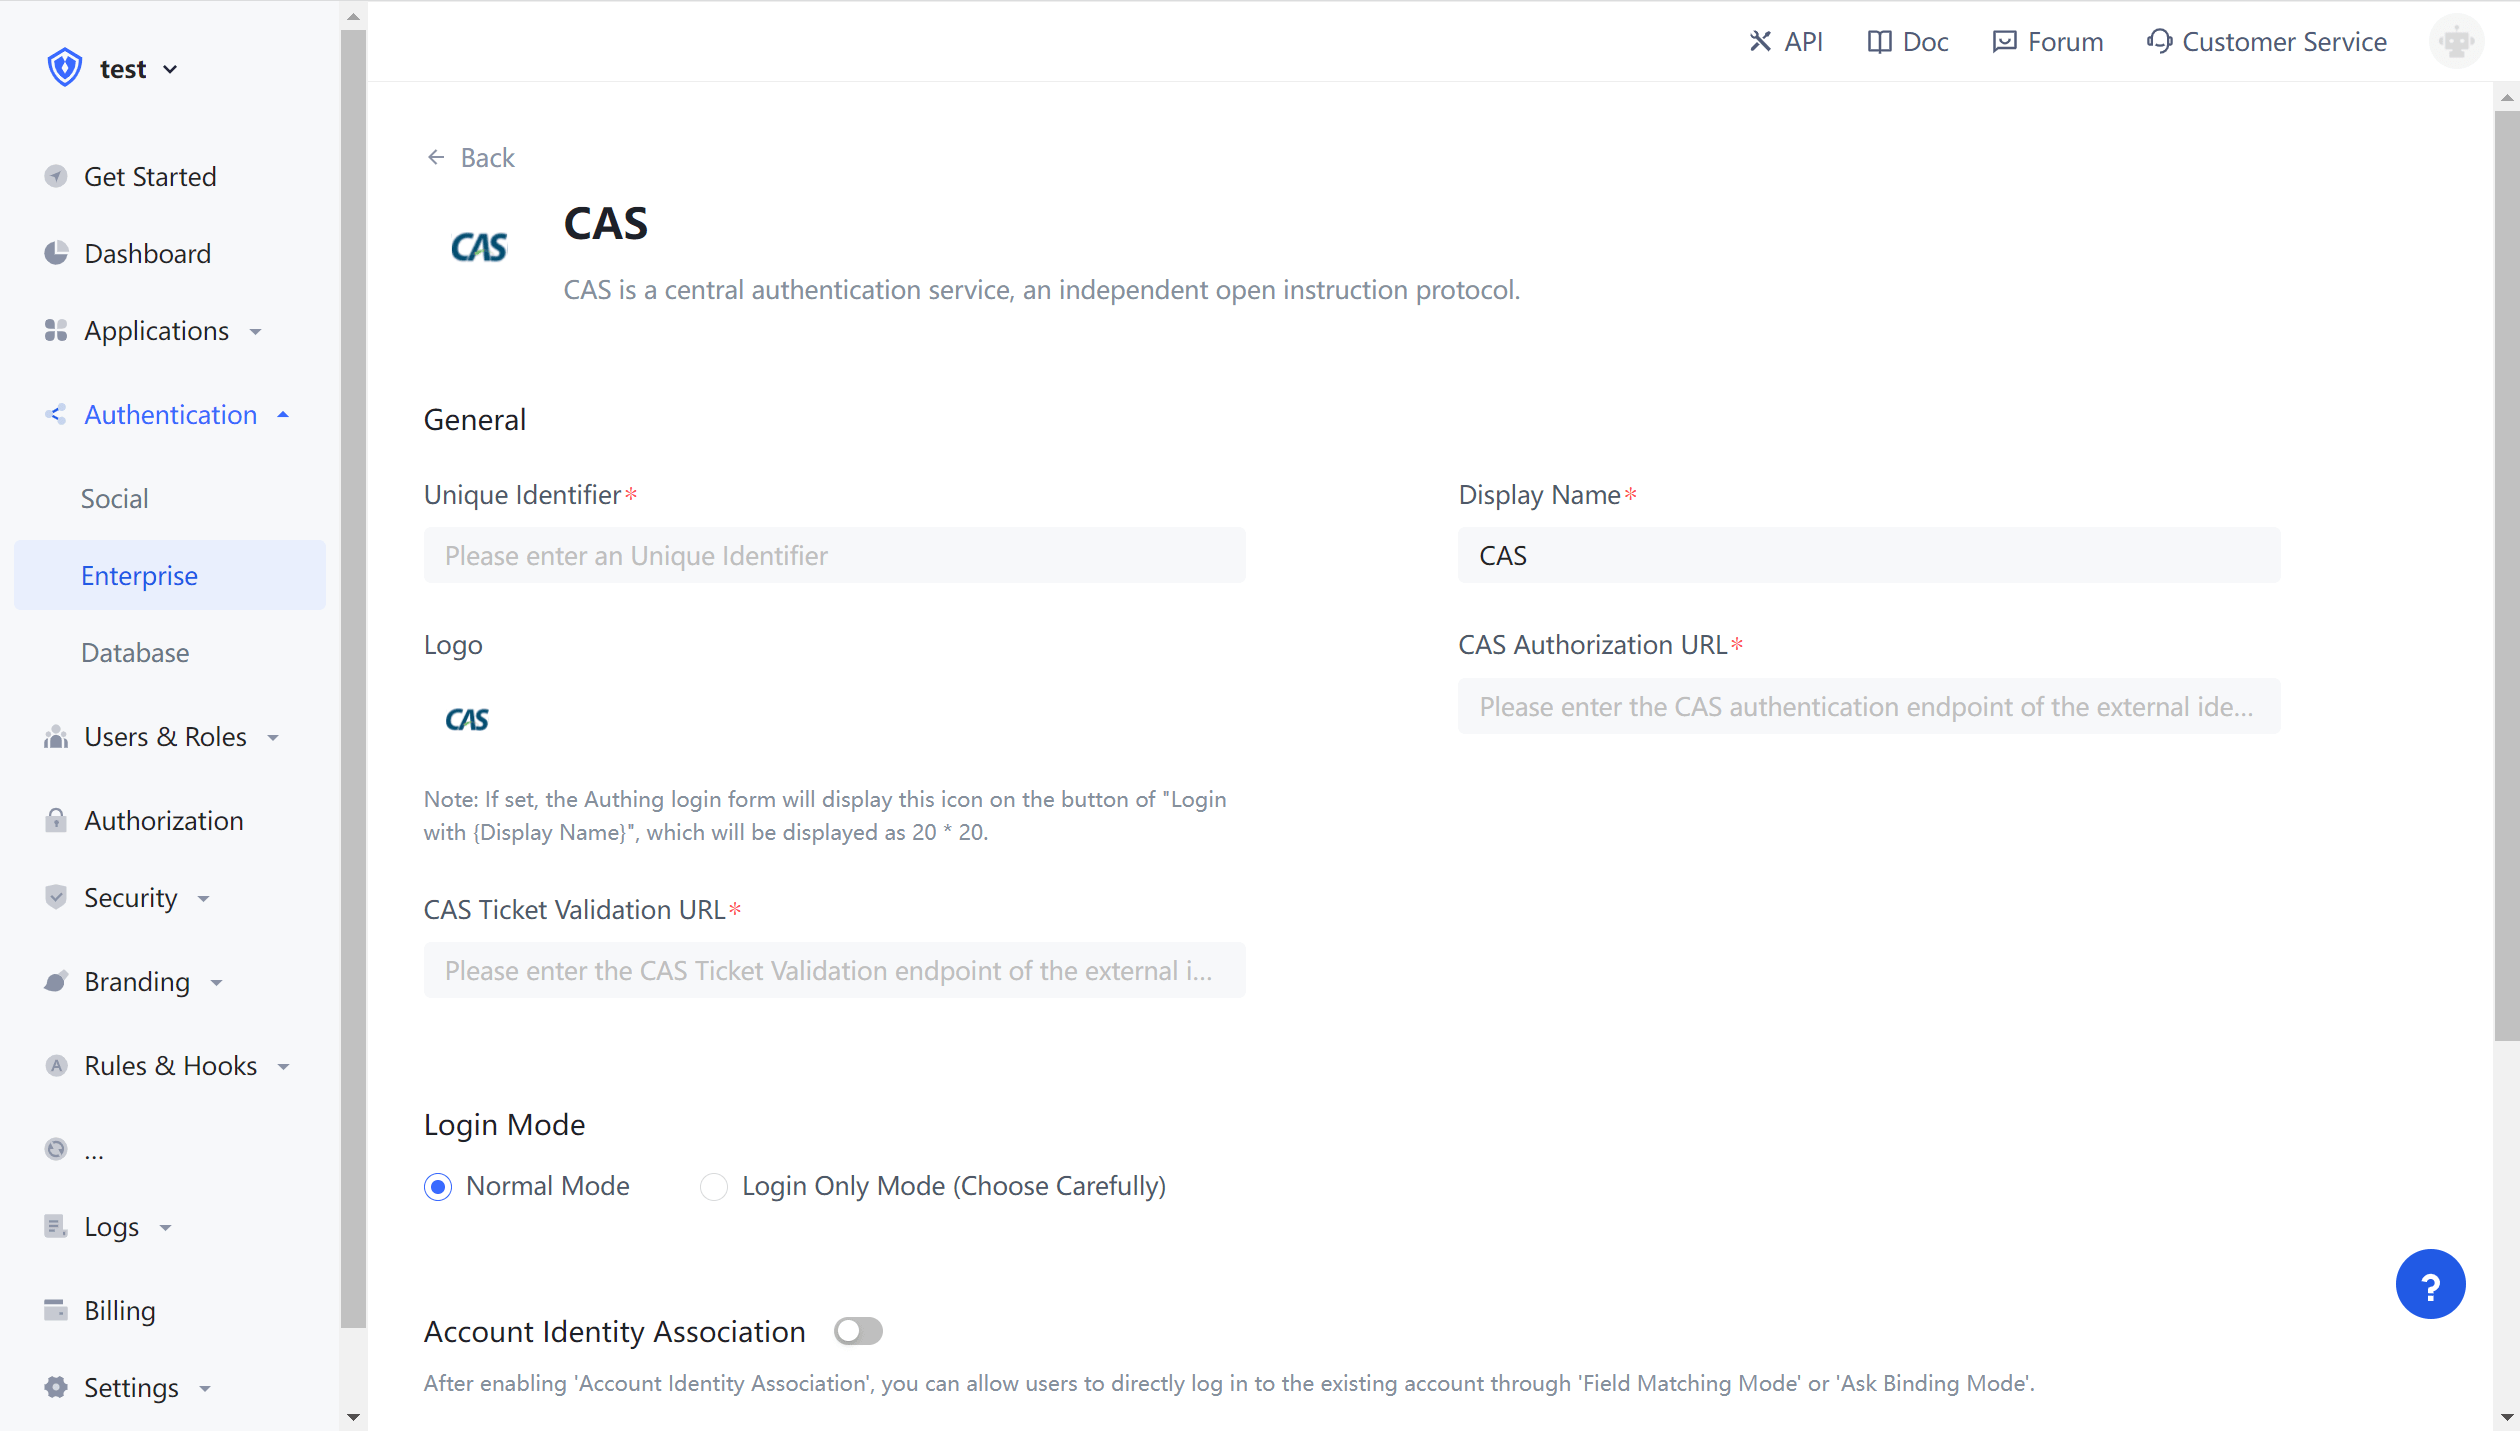 test
Get Started
Dashboard
Applications
Authentication
Social
Enterprise
Database
Users & Roles
Authorization
Security
Branding
A
Rules & Hooks
...
Logs
Billing
Settings
API
Doc
Forum
Customer Service
Back
CAS
CAS
CAS is a central authentication service, an independent open instruction protocol.
General
Unique Identifier*
Please enter an Unique Identifier
Display Name*
CAS
Logo
CAS
CAS Authorization URL*
Please enter the CAS authentication endpoint of the external ide...
Note: If set, the Authing login form will display this icon on the button of "Login
with {Display Name}", which will be displayed as 20 * 20.
CAS Ticket Validation URL*
Please enter the CAS Ticket Validation endpoint of the external i...
Login Mode
Normal Mode
Login Only Mode (Choose Carefully)
?
Account Identity Association
After enabling 'Account Identity Association', you can allow users to directly log in to the existing account through 'Field Matching Mode' or 'Ask Binding Mode'.